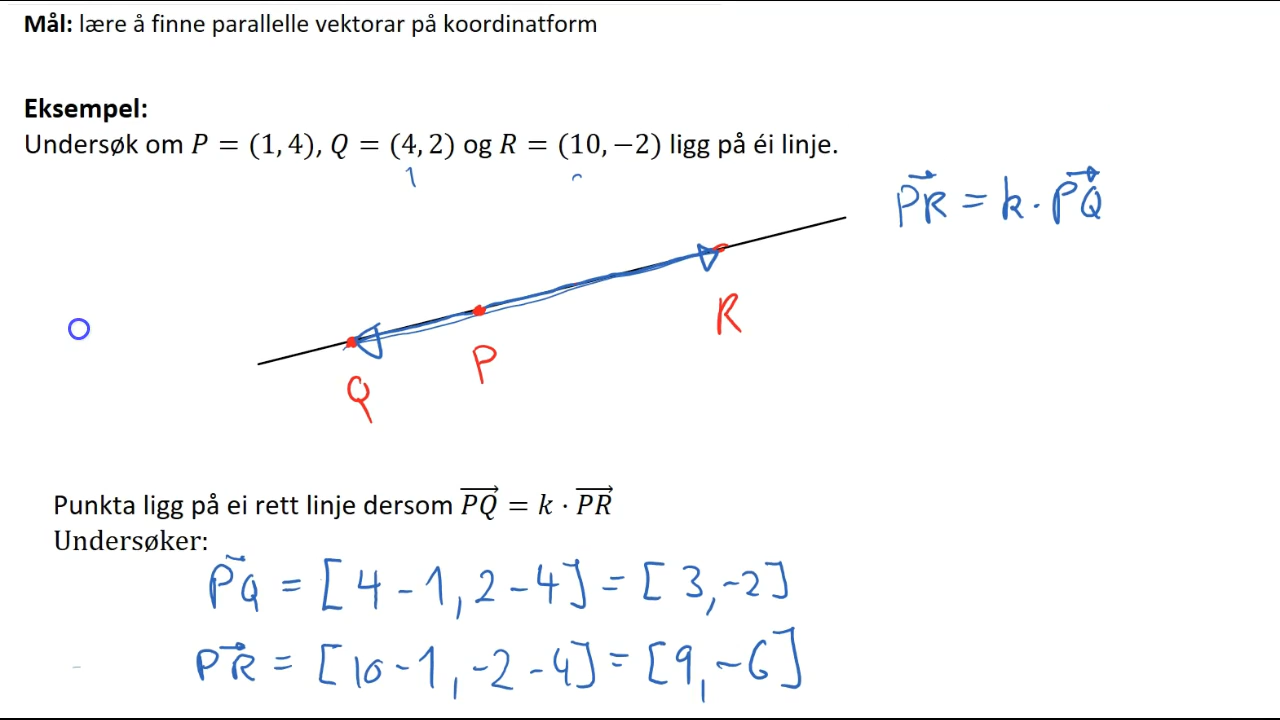 Mål: lære å finne parallelle vektorar på koordinatform
Eksempel:
Undersøk om P = (1, 4), Q = (4, 2) og R = (10, −2) ligg på éi linje.
PR⃗ = k · PQ⃗
R
P
Q
Punkta ligg på ei rett linje dersom PQ⃗ = k · PR⃗
Undersøker:
PQ⃗ = [4 − 1, 2 − 4] = [3, −2]
PR⃗ = [10 − 1, −2 − 4] = [9, −6]